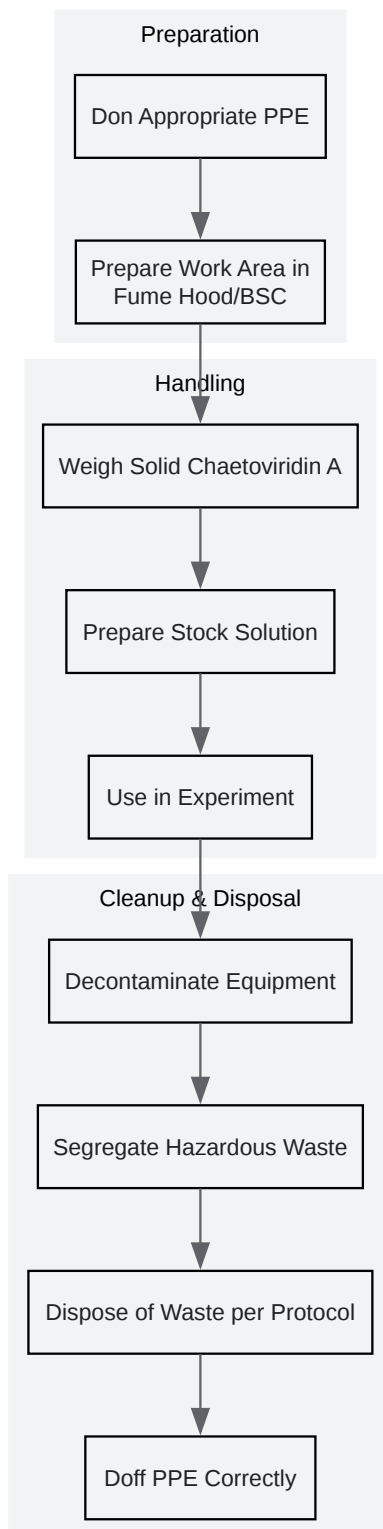 Preparation
Don Appropriate PPE
Prepare Work Area in
Fume Hood/BSC
Handling
Weigh Solid Chaetoviridin A
Prepare Stock Solution
Use in Experiment
Cleanup & Disposal
Decontaminate Equipment
Segregate Hazardous Waste
Dispose of Waste per Protocol
Doff PPE Correctly